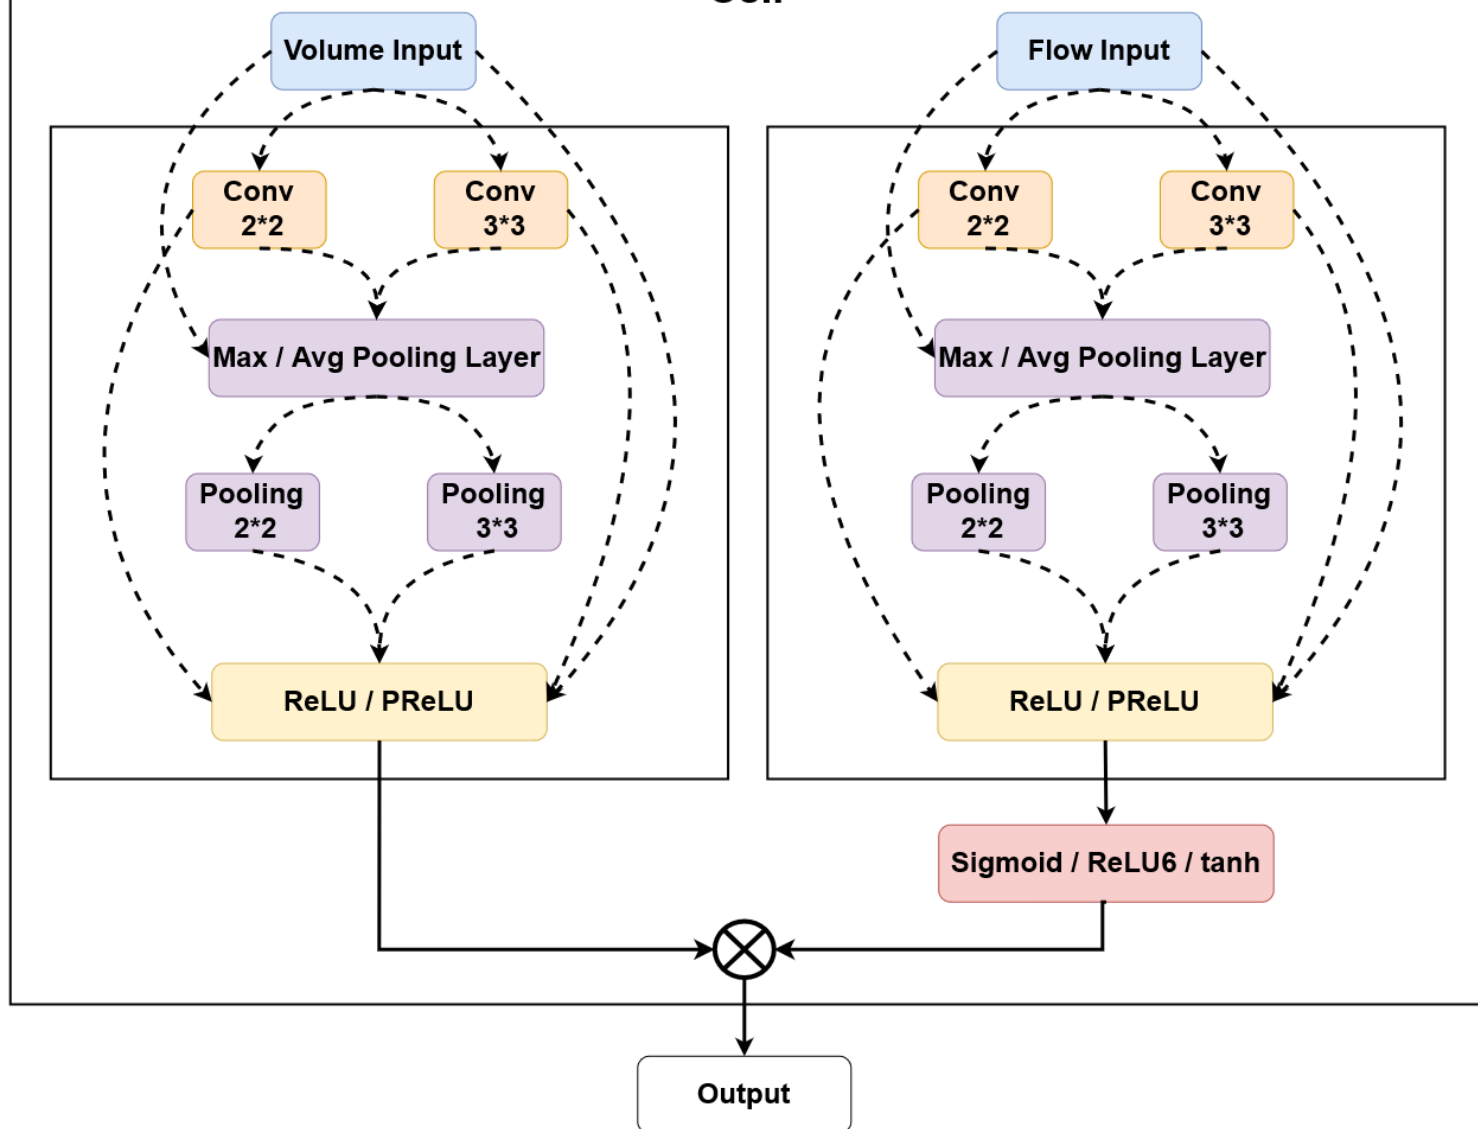 Volume Input
Flow Input
Conv
2*2
Conv
3*3
Conv
2*2
Conv
3*3
Max / Avg Pooling Layer
Max / Avg Pooling Layer
Pooling
2*2
Pooling
3*3
Pooling
2*2
Pooling
3*3
ReLU / PReLU
ReLU / PReLU
Sigmoid / ReLU6 / tanh
Output